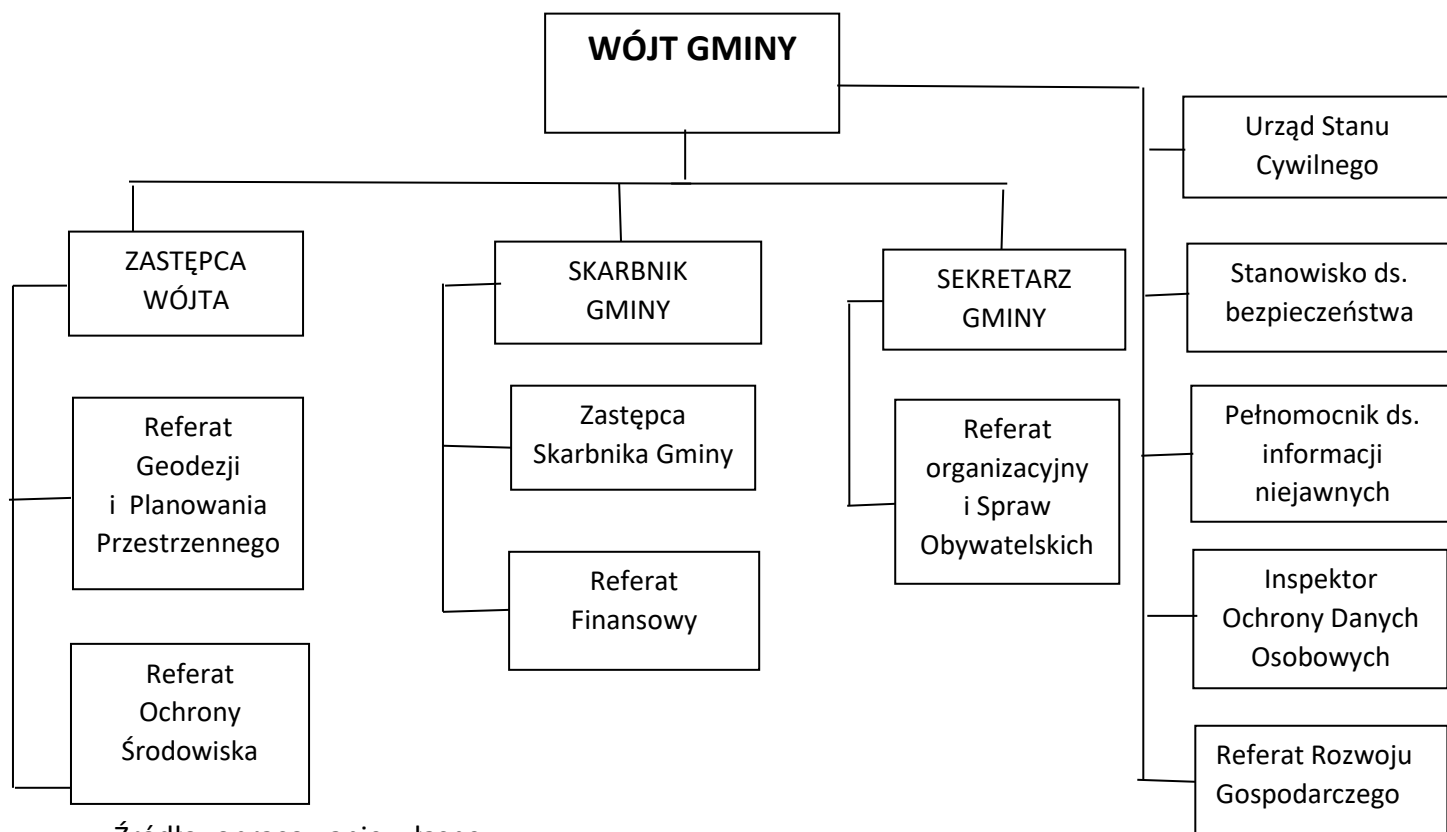 WÓJT GMINY
Urząd Stanu
Cywilnego
ZASTĘPCA
WÓJTA
SKARBNIK
GMINY
SEKRETARZ
GMINY
Stanowisko ds.
bezpieczeństwa
Referat
Geodezji
i Planowania
Przestrzennego
Zastępca
Skarbnika Gminy
Referat
organizacyjny
i Spraw
Obywatelskich
Pełnomocnik ds.
informacji
niejawnych
Referat
Finansowy
Inspektor
Ochrony Danych
Osobowych
Referat
Ochrony
Środowiska
Referat Rozwoju
Gospodarczego
Źródło: opracowanie własne